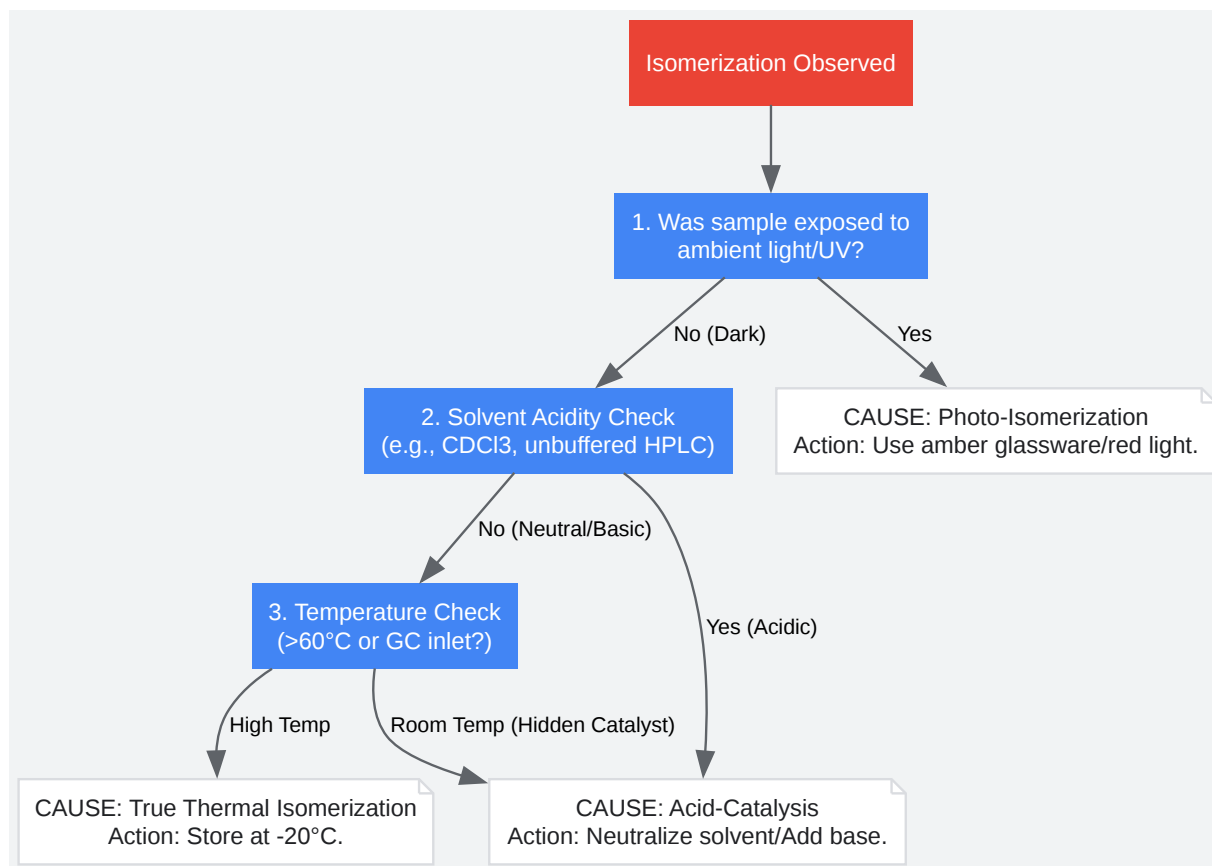 Isomerization Observed
1. Was sample exposed to
ambient light/UV?
No (Dark)
Yes
2. Solvent Acidity Check
(e.g., CDCl3, unbuffered HPLC)
CAUSE: Photo-Isomerization
Action: Use amber glassware/red light.
No (Neutral/Basic)
3. Temperature Check
(>60°C or GC inlet?)
Yes (Acidic)
High Temp
Room Temp (Hidden Catalyst)
CAUSE: True Thermal Isomerization
Action: Store at -20°C.
CAUSE: Acid-Catalysis
Action: Neutralize solvent/Add base.